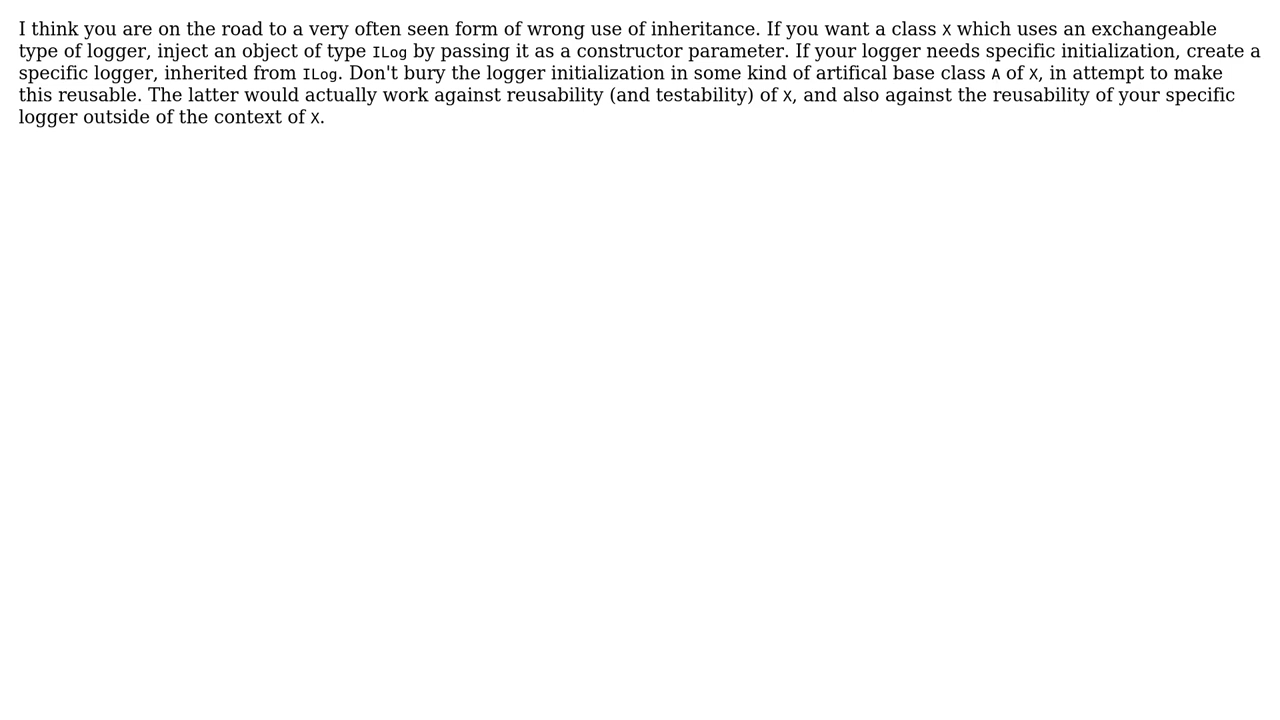 I think you are on the road to a very often seen form of wrong use of inheritance. If you want a class X which uses an exchangeable
type of logger, inject an object of type ILog by passing it as a constructor parameter. If your logger needs specific initialization, create a
specific logger, inherited from ILog. Don't bury the logger initialization in some kind of artifical base class A of X, in attempt to make
this reusable. The latter would actually work against reusability (and testability) of X, and also against the reusability of your specific
logger outside of the context of X.